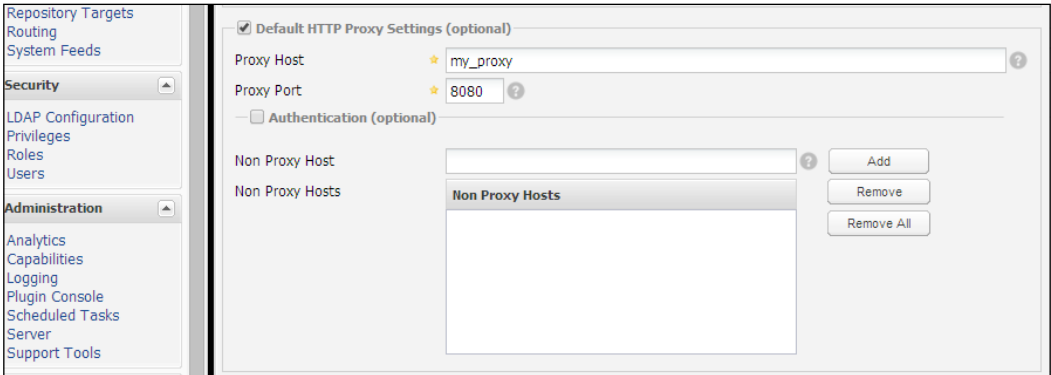 Repository Targets
Routing
System Feeds
Security
LDAP Configuration
Privileges
Roles
Users
Administration
Analytics
Capabilities
Logging
Plugin Console
Scheduled Tasks
Server
Support Tools
Default HTTP Proxy Settings (optional)
Proxy Host my_proxy ?
Proxy Port 8080 ?
Authentication (optional)
Non Proxy Host ? Add
Non Proxy Hosts Non Proxy Hosts Remove
Remove All